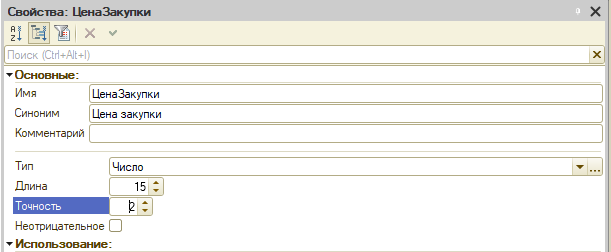 Свойства: ЦенаЗакупки
Поиск (Ctrl+Alt+I)
Основные:
Имя ЦенаЗакупки
Синоним Цена закупки
Комментарий
Тип Число
Длина 15
Точность 2
Неотрицательное
Использование: